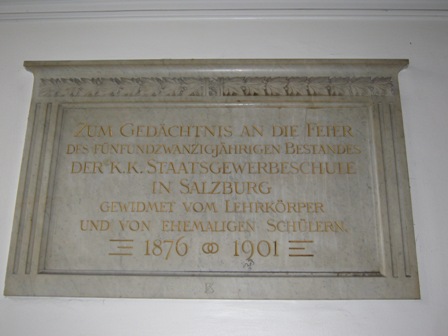 ZUM GEDÄCHTNIS AN DIE FEIER
DES FÜNFUNDZWANZIGJÄHRIGEN BESTANDES
DER K.K. STAATSGEWERBESCHULE
IN SALZBURG
GEWIDMET VOM LEHRKÖRPER
UND VON EHEMALIGEN SCHÜLERN.
1876 1901